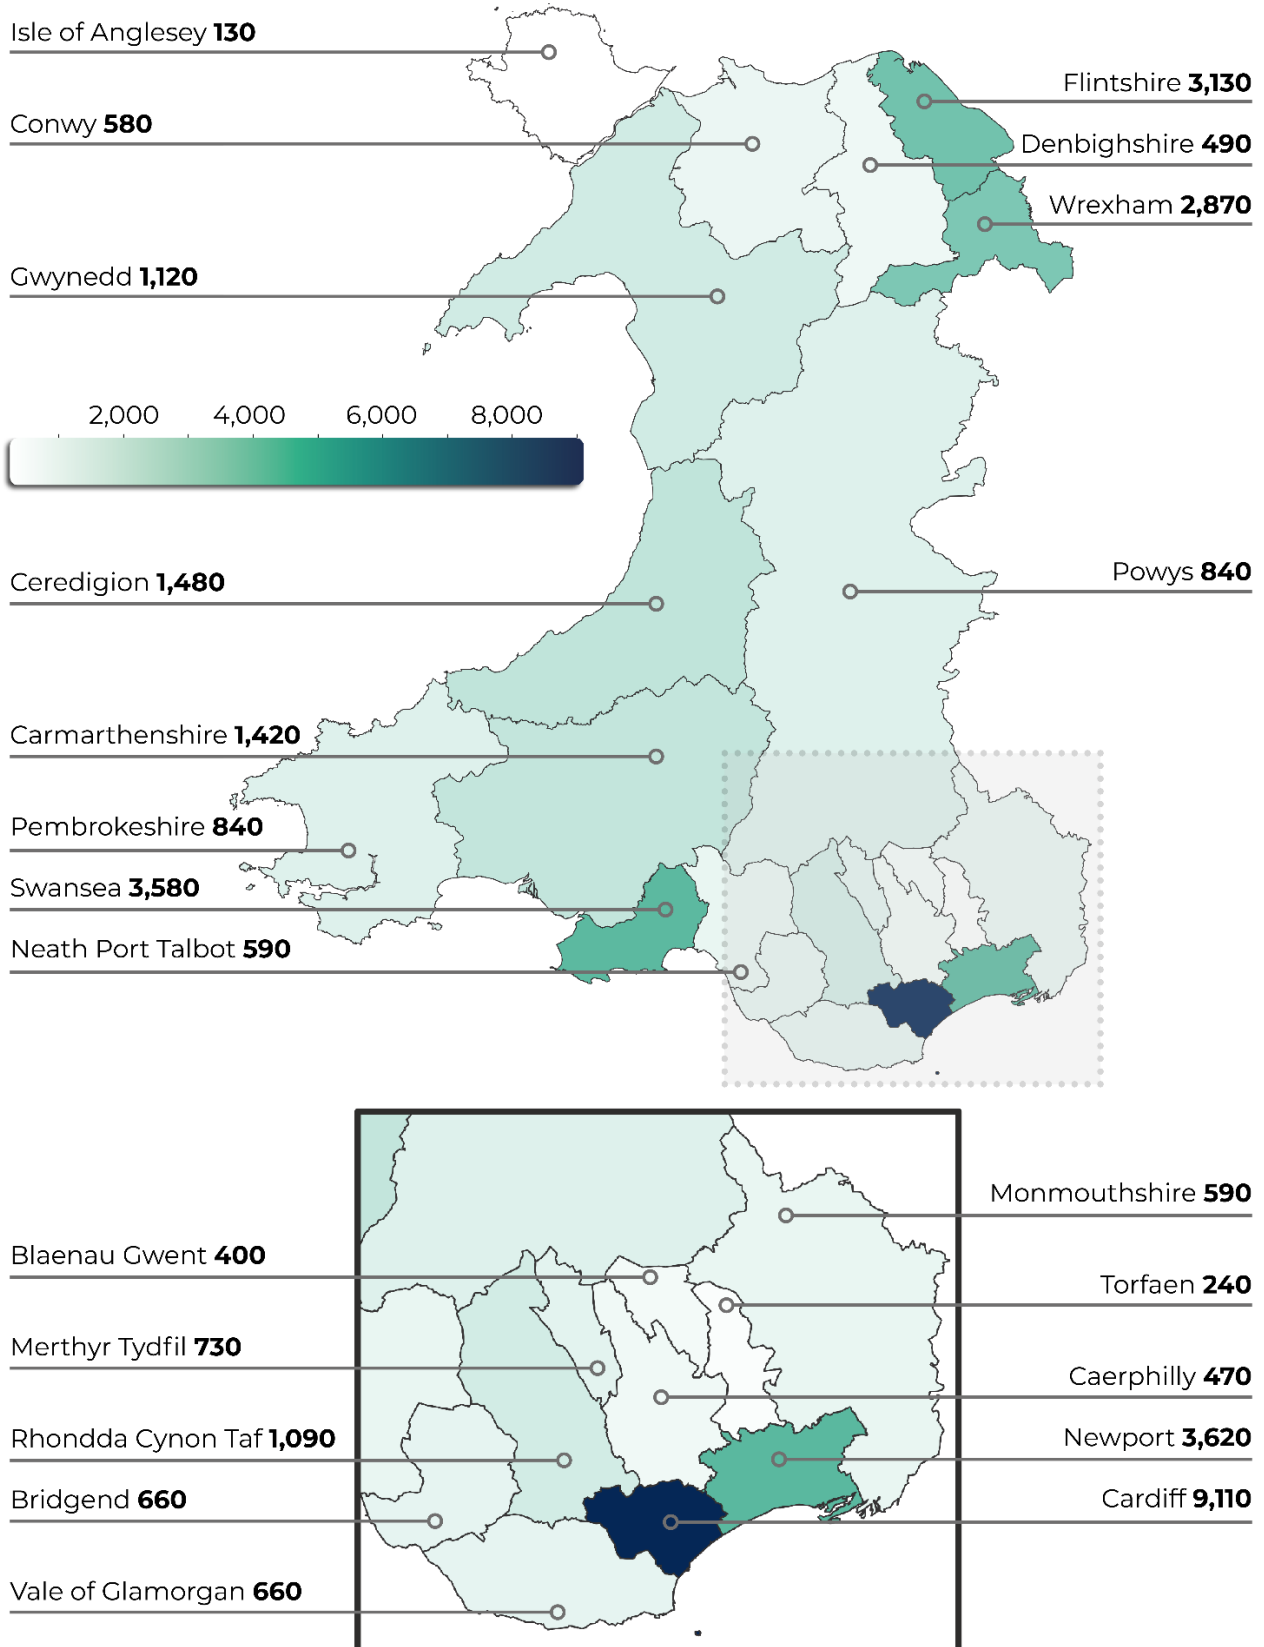 Isle of Anglesey 130
Flintshire 3,130
Conwy 580
Denbighshire 490
Wrexham 2,870
Gwynedd 1,120
2,000 4,000 6,000 8,000
Ceredigion 1,480
Powys 840
Carmarthenshire 1,420
Pembrokeshire 840
Swansea 3,580
Neath Port Talbot 590
Monmouthshire 590
Blaenau Gwent 400
Torfaen 240
Merthyr Tydfil 730
Caerphilly 470
Rhondda Cynon Taf 1,090
Newport 3,620
Bridgend 660
Cardiff 9,110
Vale of Glamorgan 660